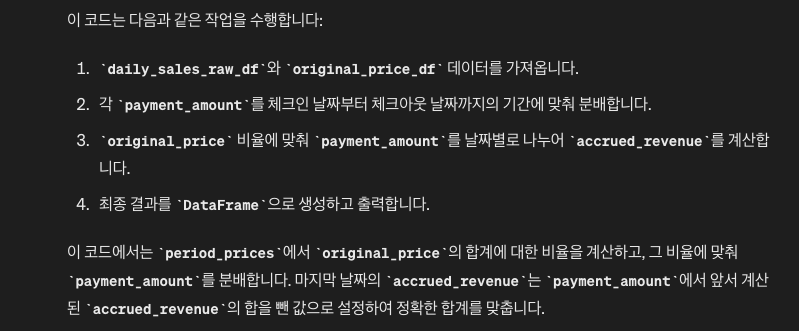 이 코드는 다음과 같은 작업을 수행합니다:
1. `daily_sales_raw_df`와 `original_price_df` 데이터를 가져옵니다.
2. 각 `payment_amount`를 체크인 날짜부터 체크아웃 날짜까지의 기간에 맞춰 분배합니다.
3. `original_price` 비율에 맞춰 `payment_amount`를 날짜별로 나누어 `accrued_revenue`를 계산합
니다.
4. 최종 결과를 `DataFrame`으로 생성하고 출력합니다.
이 코드에서는 `period_prices`에서 `original_price`의 합계에 대한 비율을 계산하고, 그 비율에 맞춰
`payment_amount`를 분배합니다. 마지막 날짜의 `accrued_revenue`는 `payment_amount`에서 앞서 계산
된 `accrued_revenue`의 합을 뺀 값으로 설정하여 정확한 합계를 맞춥니다.